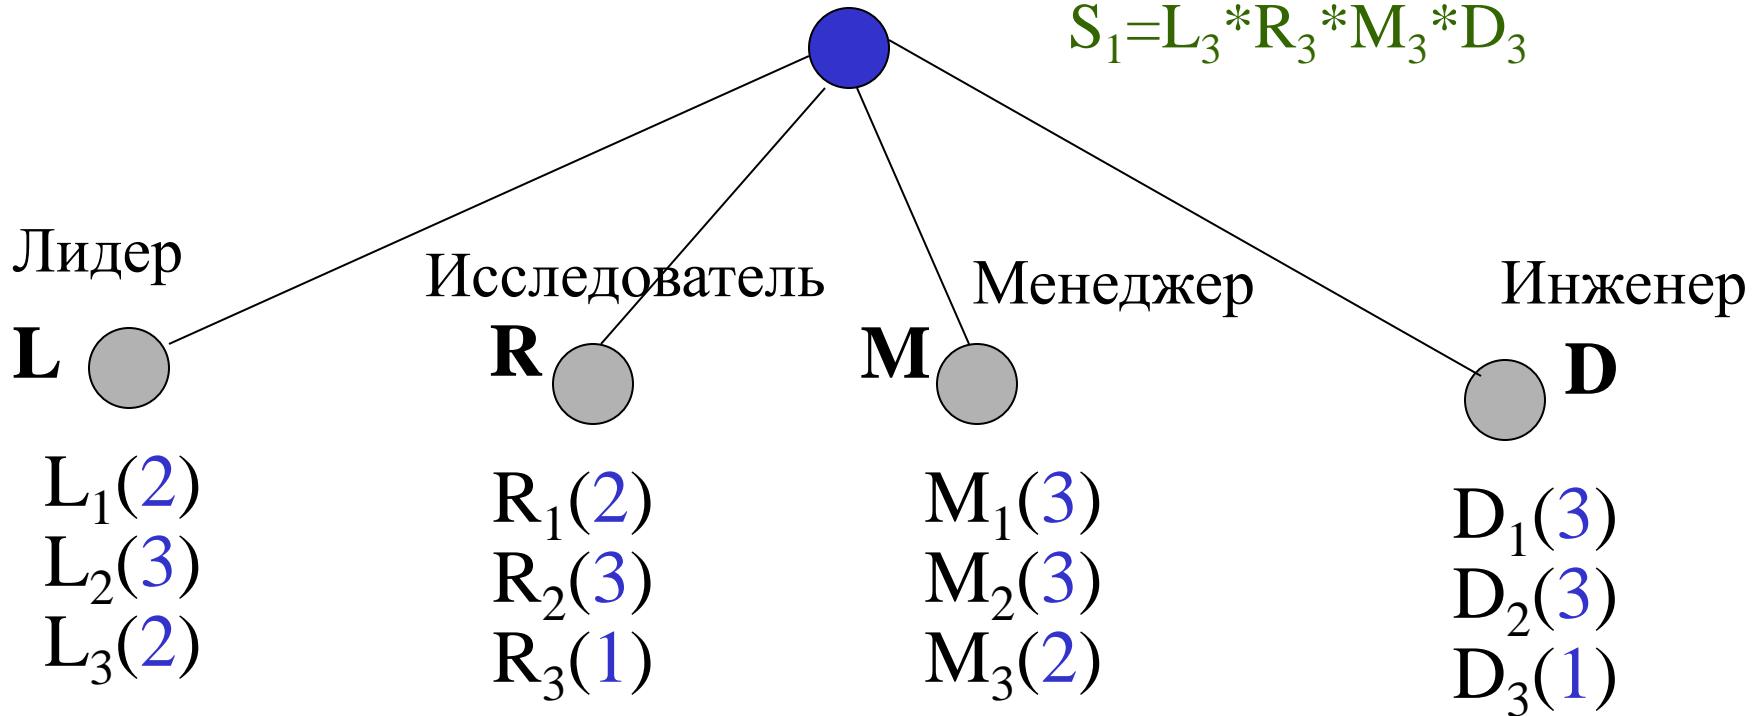 S₁=L₃*R₃*M₃*D₃
Лидер
Исследователь
Менеджер
Инженер
L
R
M
D
L₁(2)
L₂(3)
L₃(2)
R₁(2)
R₂(3)
R₃(1)
M₁(3)
M₂(3)
M₃(2)
D₁(3)
D₂(3)
D₃(1)